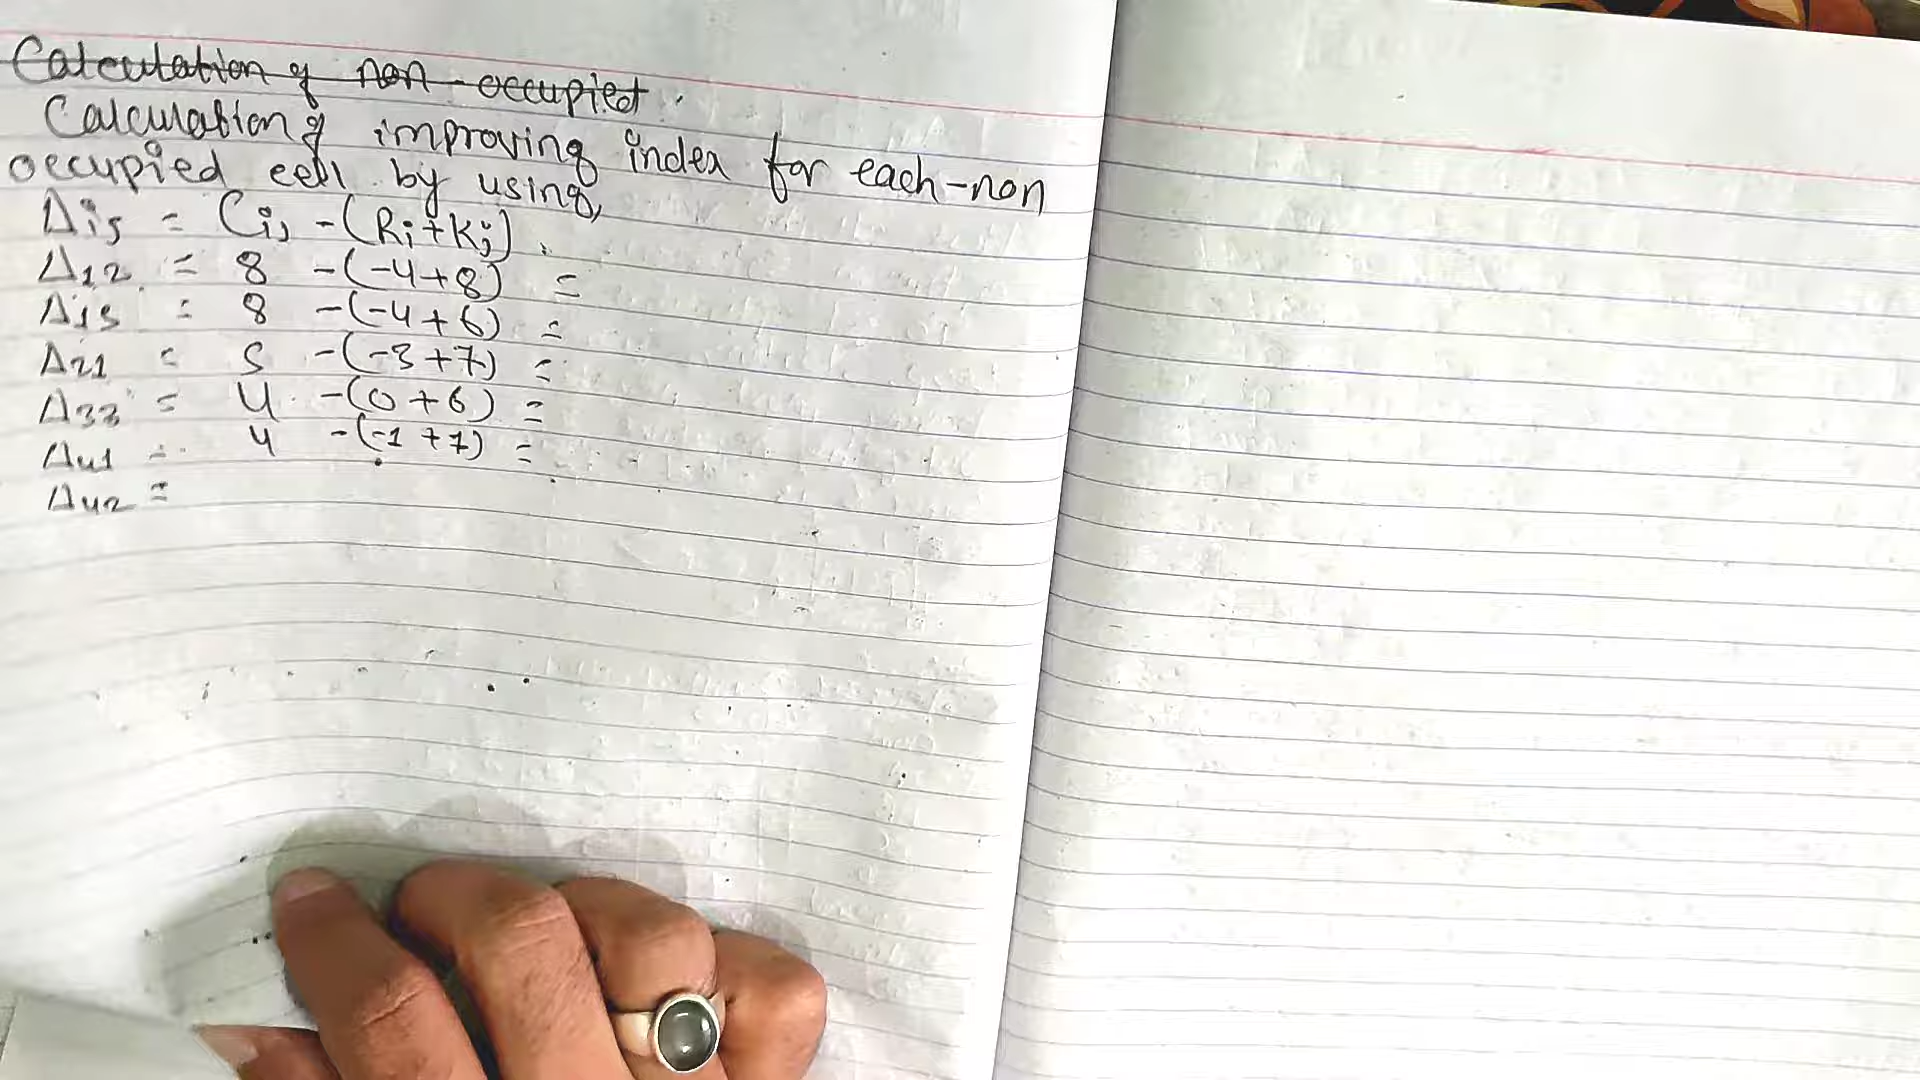 Calculation of non-occupied
Calculation of improving index for each-non
occupied cell by using,
Δij = Cij - (Ri+Kj)
Δ12 = 8 - (-4+8) =
Δ13 = 8 - (-4+6) =
Δ21 = 5 - (-3+7) =
Δ33 = 4 - (0+6) =
Δ41 = 4 - (-1+7) =
Δ42 =